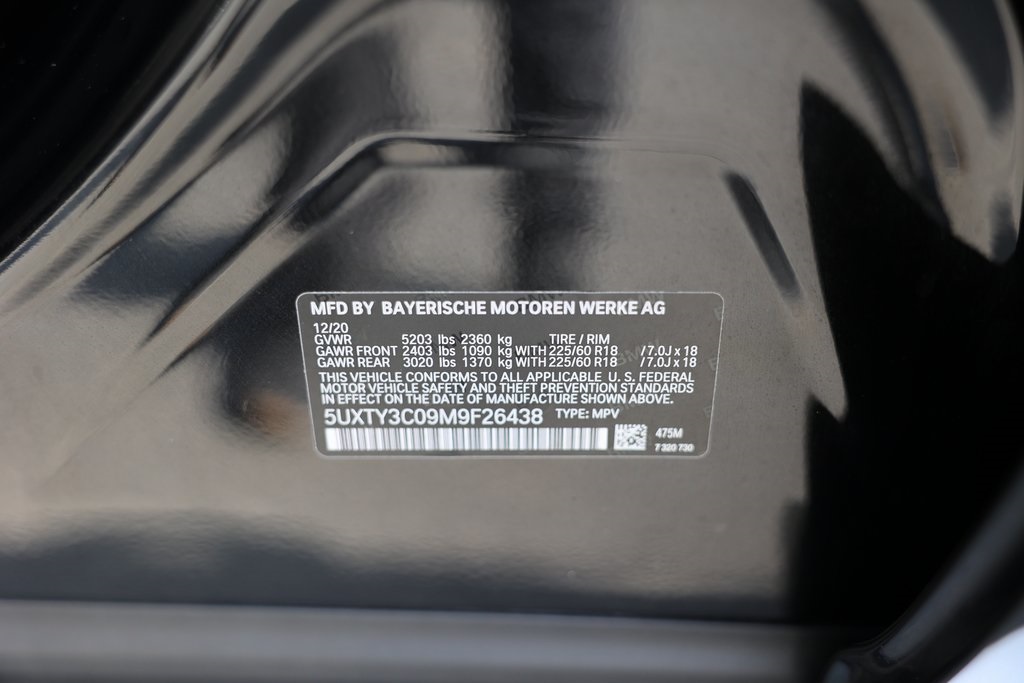 MFD BY BAYERISCHE MOTOREN WERKE AG
12/20
GVWR 5203 lbs 2360 kg TIRE / RIM
GAWR FRONT 2403 lbs 1090 kg WITH 225/60 R18 / 7.0J x 18
GAWR REAR 3020 lbs 1370 kg WITH 225/60 R18 / 7.0J x 18
THIS VEHICLE CONFORMS TO ALL APPLICABLE U. S. FEDERAL
MOTOR VEHICLE SAFETY AND THEFT PREVENTION STANDARDS
IN EFFECT ON THE DATE OF MANUFACTURE SHOWN ABOVE.
5UXTY3C09M9F26438 TYPE: MPV
475M
7 320 730